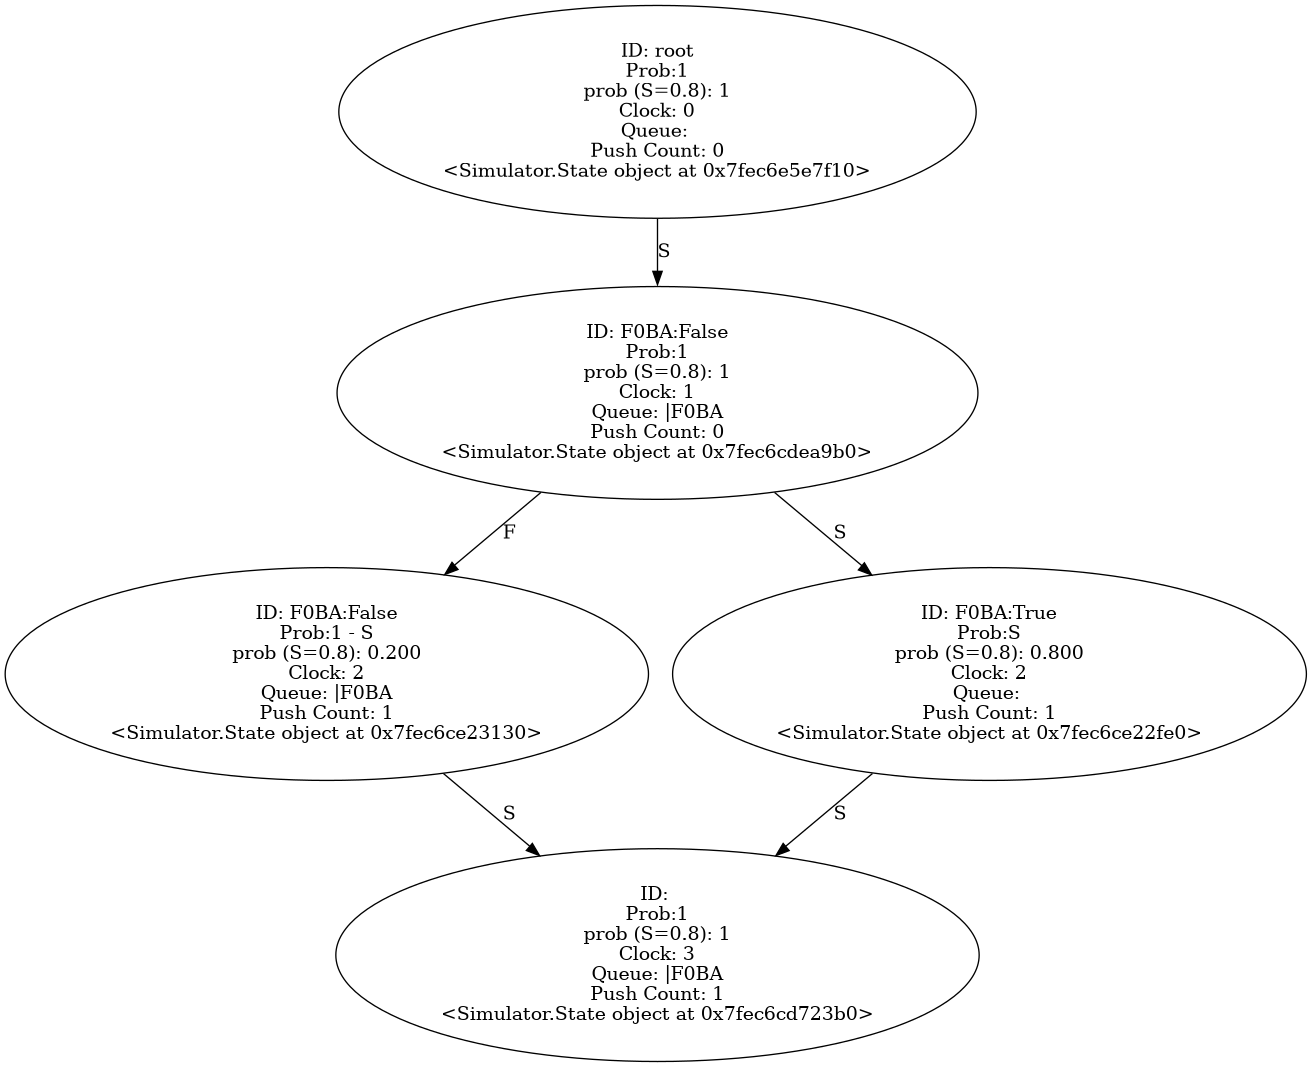 ID: root
Prob:1
prob (S=0.8): 1
Clock: 0
Queue:
Push Count: 0
<Simulator.State object at 0x7fec6e5e7f10>
S
ID: F0BA:False
Prob:1
prob (S=0.8): 1
Clock: 1
Queue: |F0BA
Push Count: 0
<Simulator.State object at 0x7fec6cdea9b0>
F
S
ID: F0BA:False
Prob:1 - S
prob (S=0.8): 0.200
Clock: 2
Queue: |F0BA
Push Count: 1
<Simulator.State object at 0x7fec6ce23130>
ID: F0BA:True
Prob:S
prob (S=0.8): 0.800
Clock: 2
Queue:
Push Count: 1
<Simulator.State object at 0x7fec6ce22fe0>
S
S
ID:
Prob:1
prob (S=0.8): 1
Clock: 3
Queue: |F0BA
Push Count: 1
<Simulator.State object at 0x7fec6cd723b0>